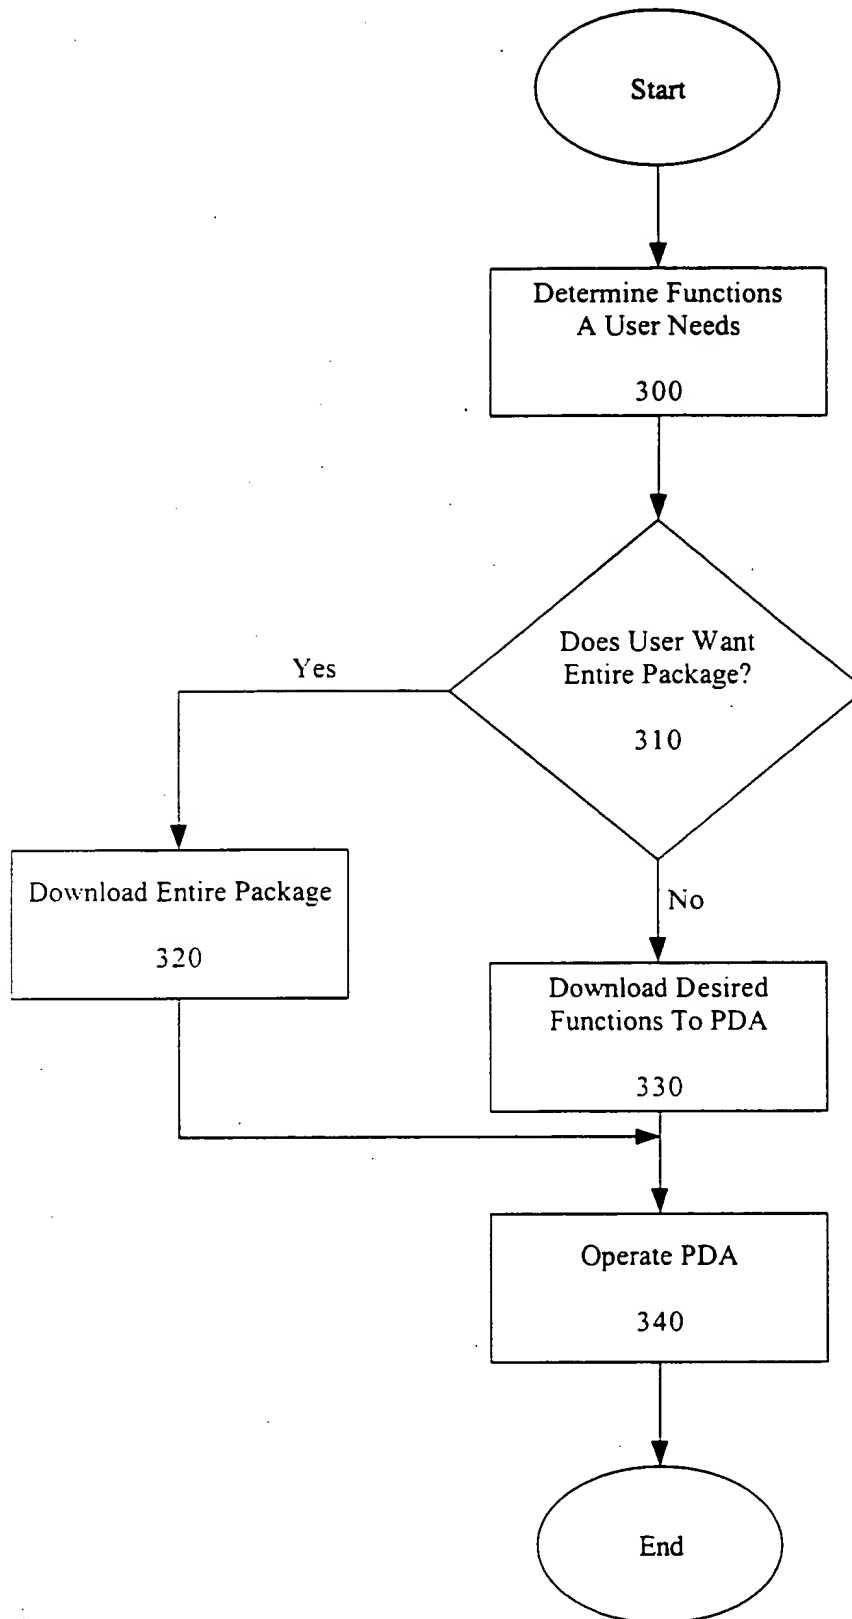 Start
Determine Functions
A User Needs
300
Does User Want
Entire Package?
310
Yes
No
Download Entire Package
320
Download Desired
Functions To PDA
330
Operate PDA
340
End